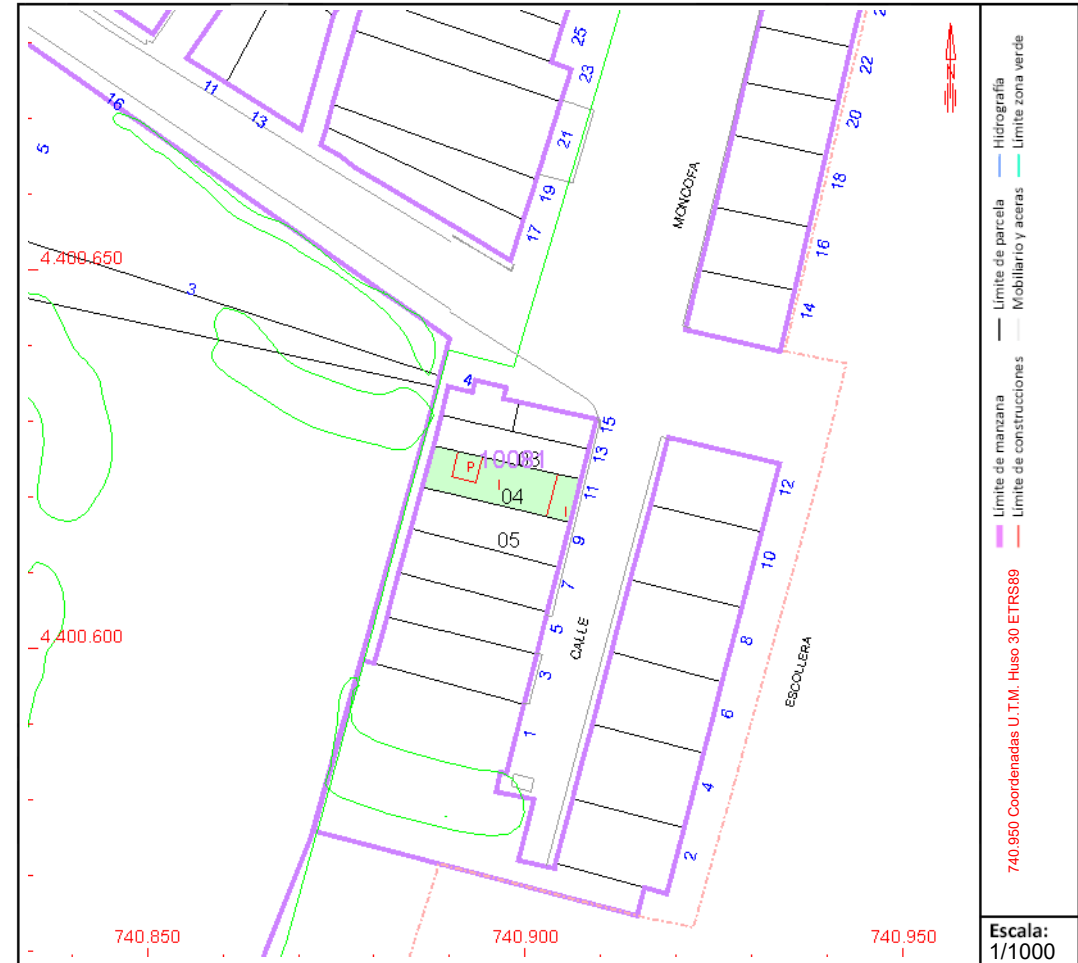 25
23
21
19
17
11
13
16
5
22
20
18
16
14
MONCOFA
N
4.400.650
3
4
15
13
11
9
7
5
3
1
10081
03
P
I
04
I
05
4.400.600
CALLE
ESCOLLERA
12
10
8
6
4
2
740.850
740.900
740.950
Límite de manzana
Límite de parcela
Hidrografía
Límite de construcciones
Mobiliario y aceras
Límite zona verde
740.950 Coordenadas U.T.M. Huso 30 ETRS89
Escala:
1/1000